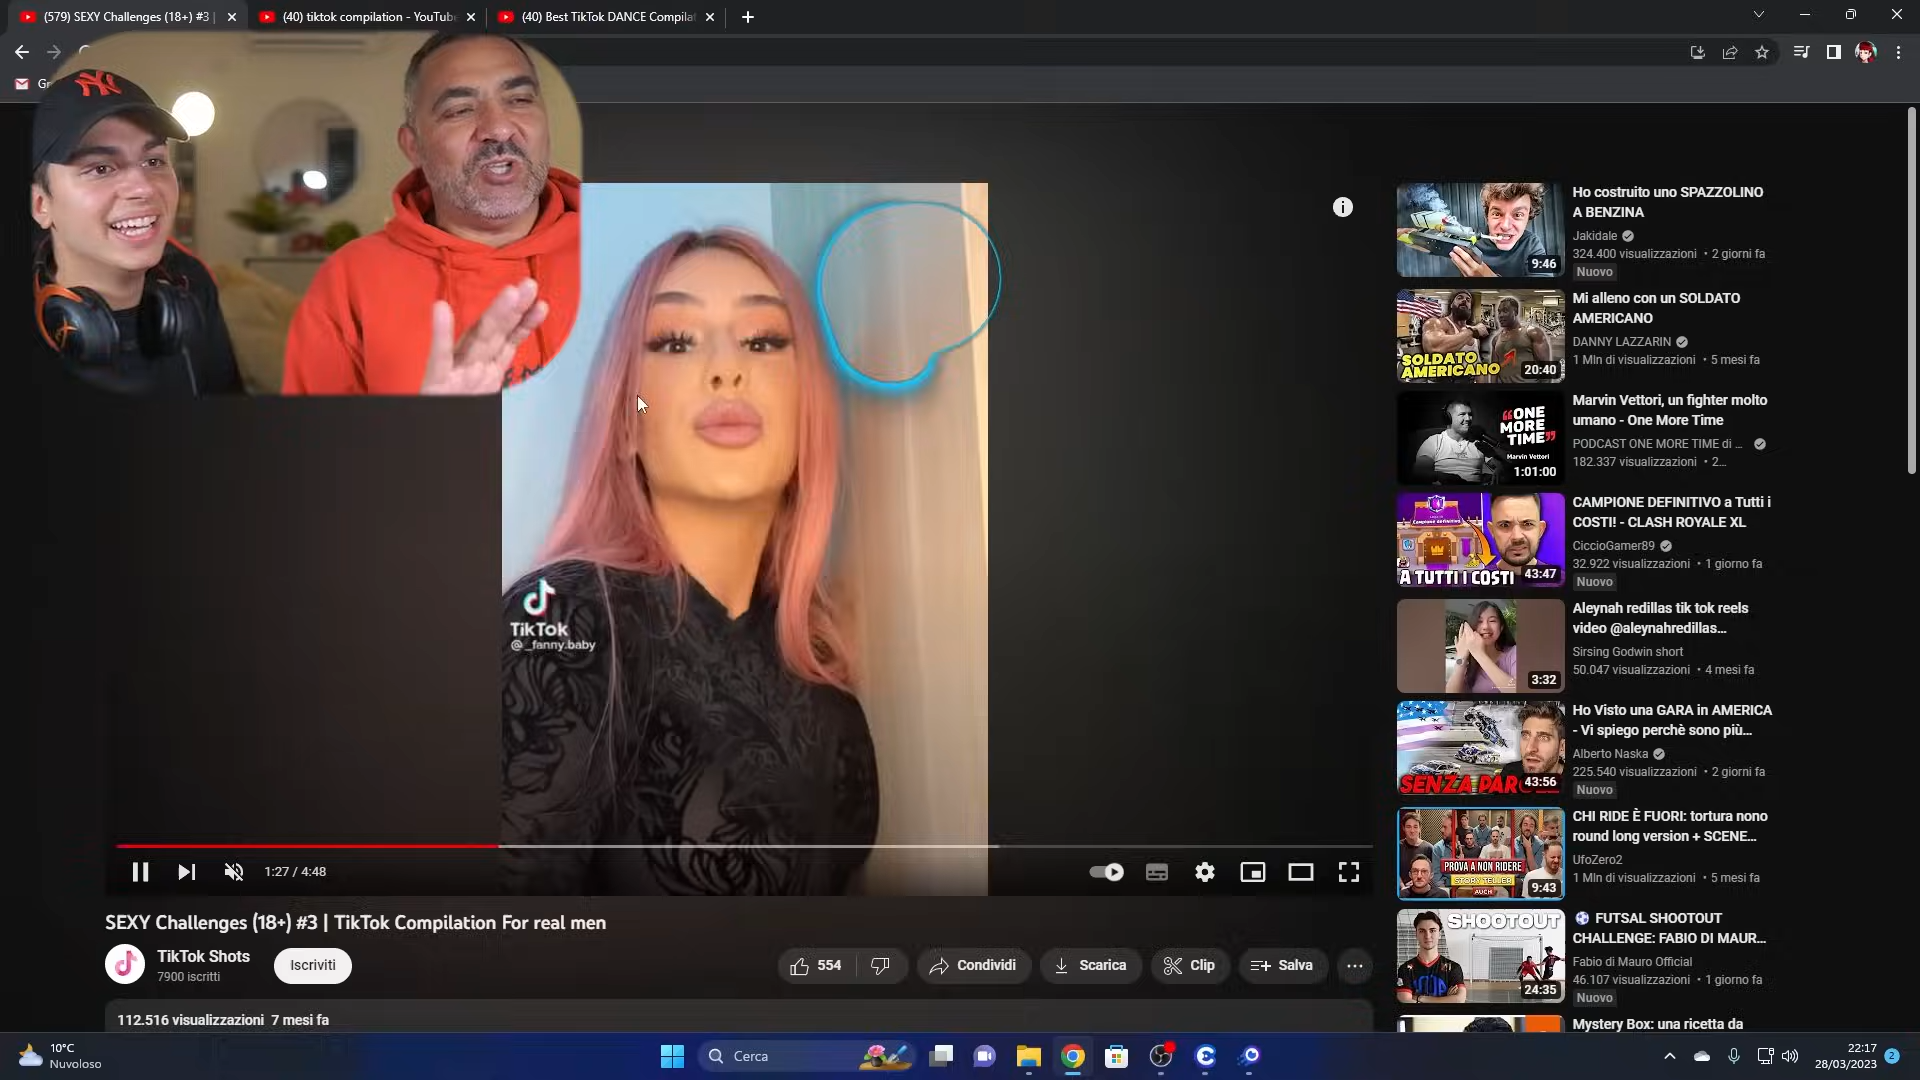 (579) SEXY Challenges (18+) #3 |
(40) tiktok compilation - YouTube
(40) Best TikTok DANCE Compilat
TikTok
@_fanny.baby
1:27 / 4:48
SEXY Challenges (18+) #3 | TikTok Compilation For real men
TikTok Shots
7900 iscritti
Iscriviti
554
Condividi
Scarica
Clip
Salva
112.516 visualizzazioni 7 mesi fa
9:46
Ho costruito uno SPAZZOLINO
A BENZINA
Jakidale
324.400 visualizzazioni • 2 giorni fa
Nuovo
SOLDATO
AMERICANO
20:40
Mi alleno con un SOLDATO
AMERICANO
DANNY LAZZARIN
1 Mln di visualizzazioni • 5 mesi fa
“ONE
MORE
TIME”
Marvin Vettori
1:01:00
Marvin Vettori, un fighter molto
umano - One More Time
PODCAST ONE MORE TIME di ...
182.337 visualizzazioni • 2...
A TUTTI I COSTI
43:47
CAMPIONE DEFINITIVO a Tutti i
COSTI! - CLASH ROYALE XL
CiccioGamer89
32.922 visualizzazioni • 1 giorno fa
Nuovo
3:32
Aleynah redillas tik tok reels
video @aleynahredillas...
Sirsing Godwin short
50.047 visualizzazioni • 4 mesi fa
43:56
Ho Visto una GARA in AMERICA
- Vi spiego perchè sono più...
Alberto Naska
225.540 visualizzazioni • 2 giorni fa
Nuovo
PROVA A NON RIDERE
STORY TELLER
AUCH
9:43
CHI RIDE È FUORI: tortura nono
round long version + SCENE...
UfoZero2
1 Mln di visualizzazioni • 5 mesi fa
SHOOTOUT
24:35
FUTSAL SHOOTOUT
CHALLENGE: FABIO DI MAUR...
Fabio di Mauro Official
46.107 visualizzazioni • 1 giorno fa
Nuovo
Mystery Box: una ricetta da
10°C
Nuvoloso
Cerca
22:17
28/03/2023
2